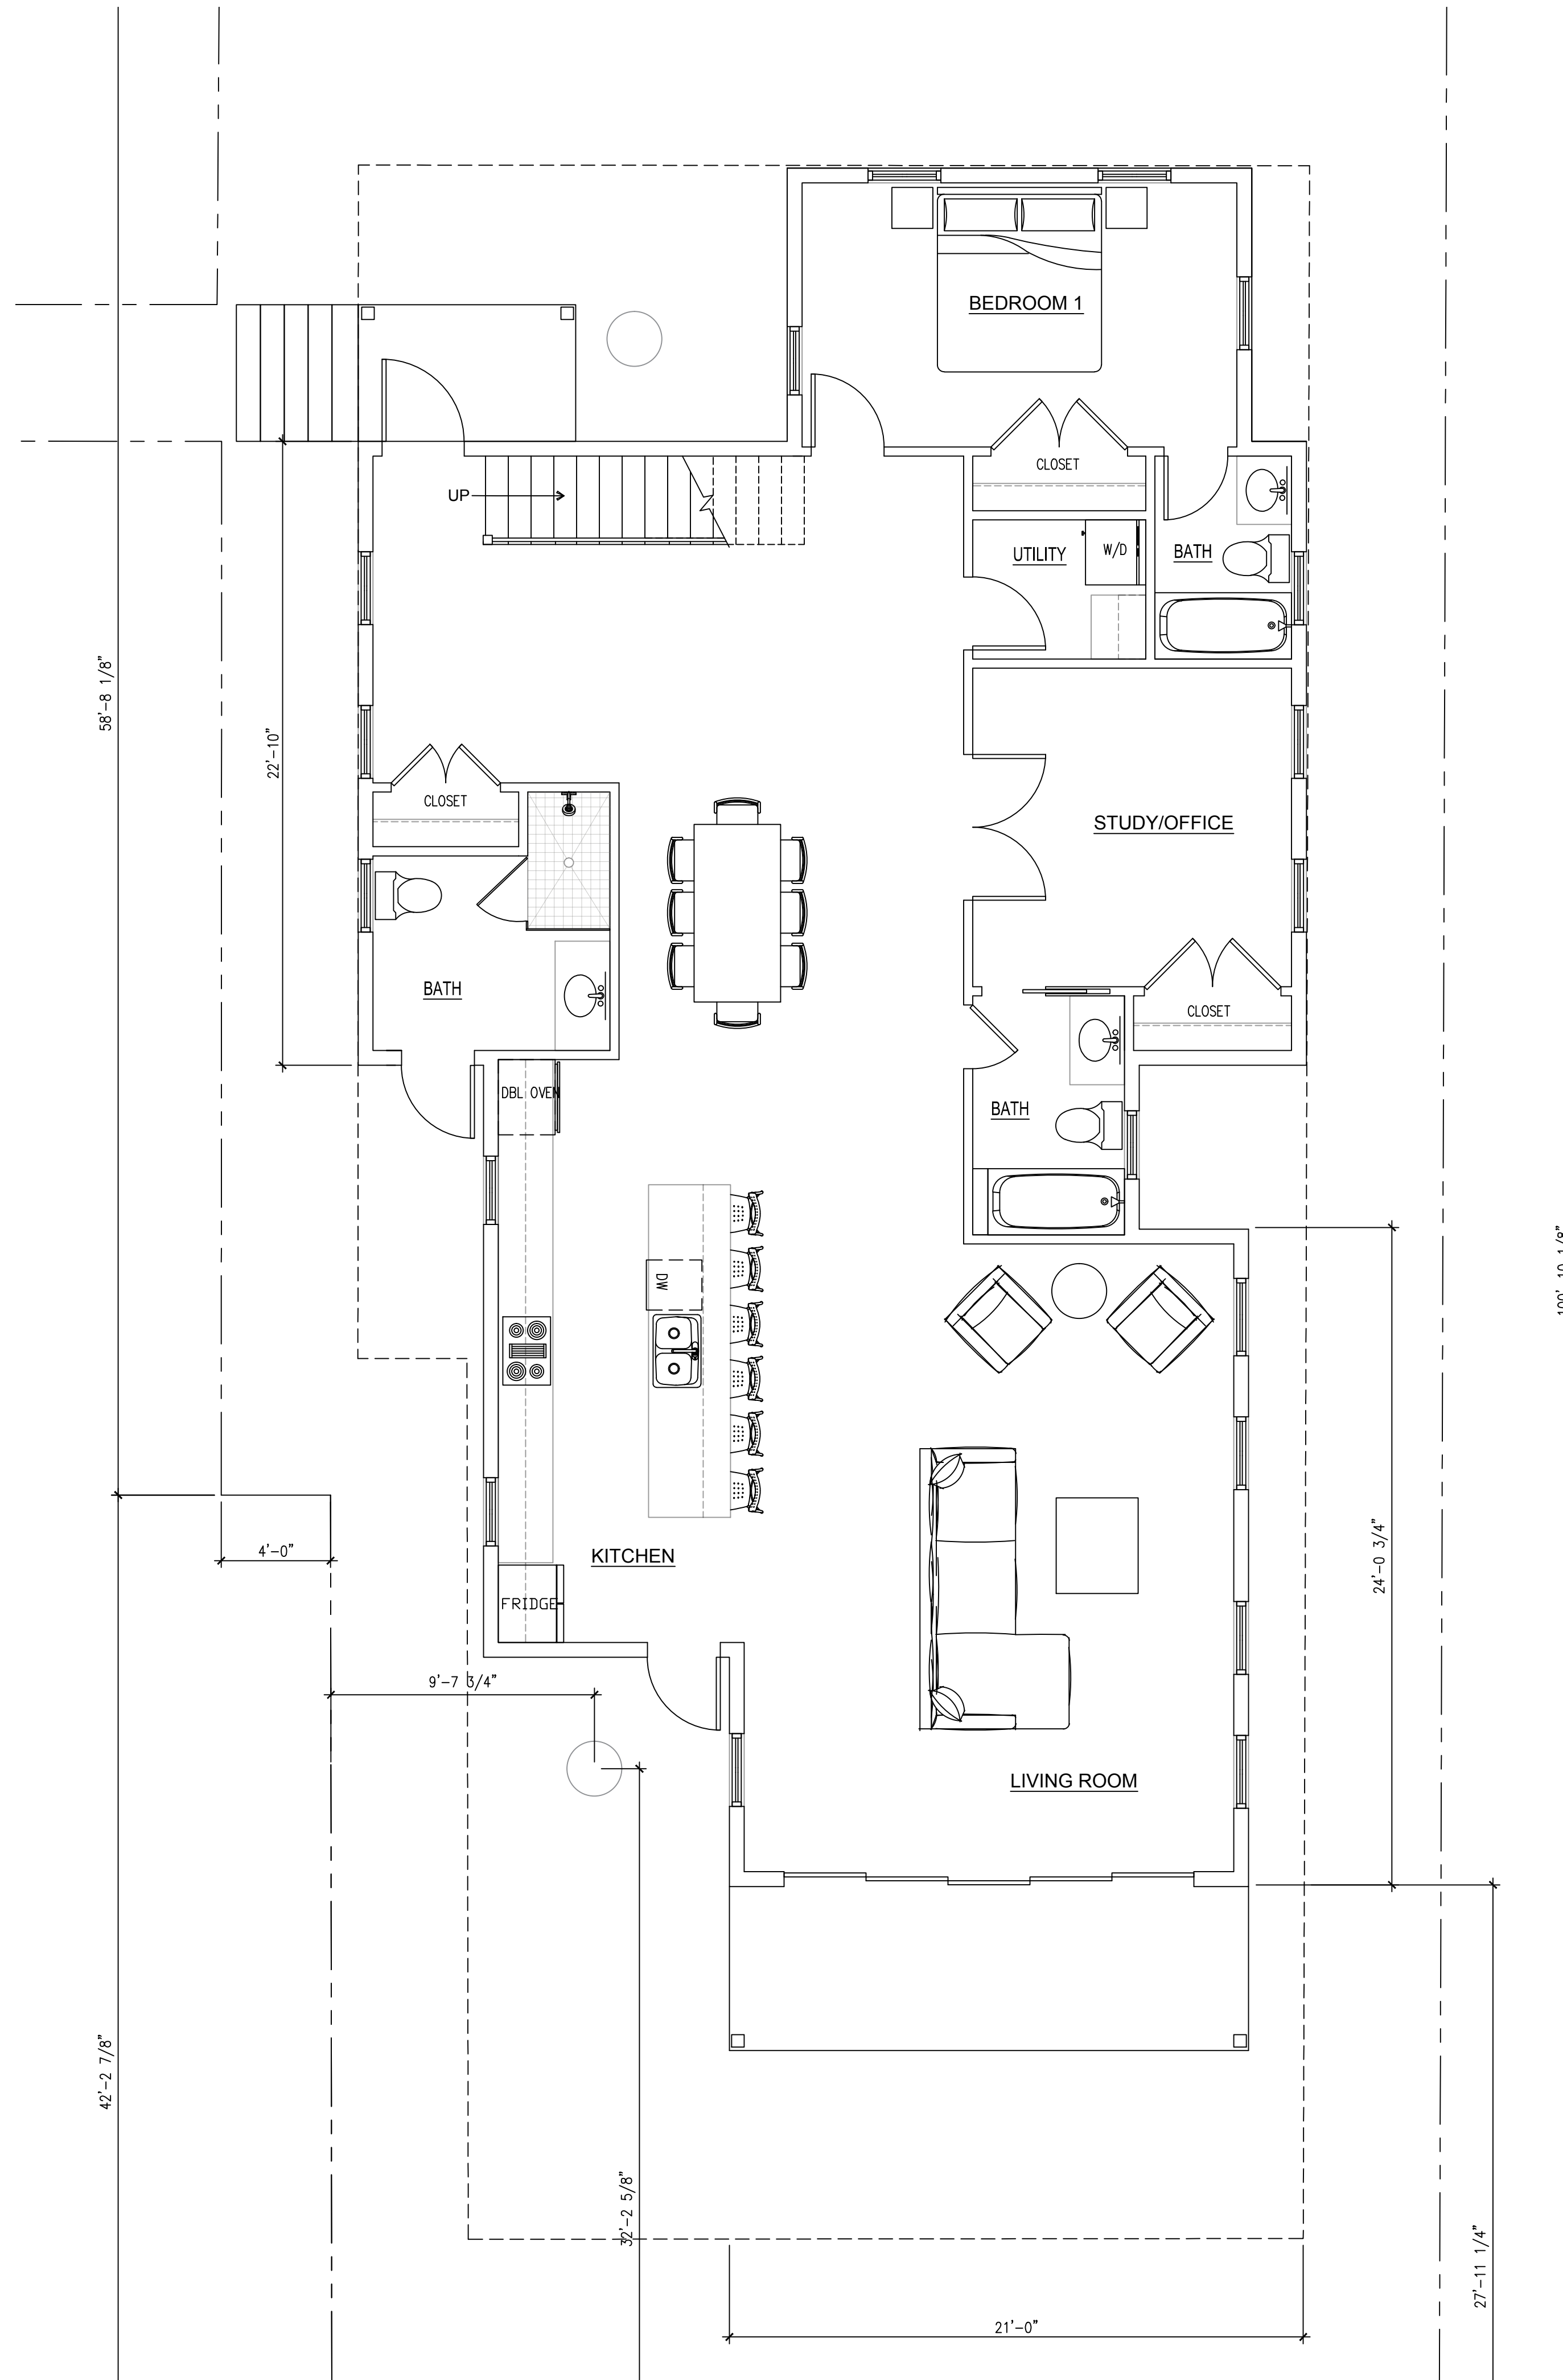 BEDROOM 1
CLOSET
UP
UTILITY
W/D
BATH
58'-8 1/8"
22'-10"
CLOSET
STUDY/OFFICE
BATH
CLOSET
DBL OVEN
BATH
DW
4'-0"
KITCHEN
24'-0 3/4"
FRIDGE
9'-7 3/4"
LIVING ROOM
42'-2 7/8"
32'-2 5/8"
27'-11 1/4"
21'-0"